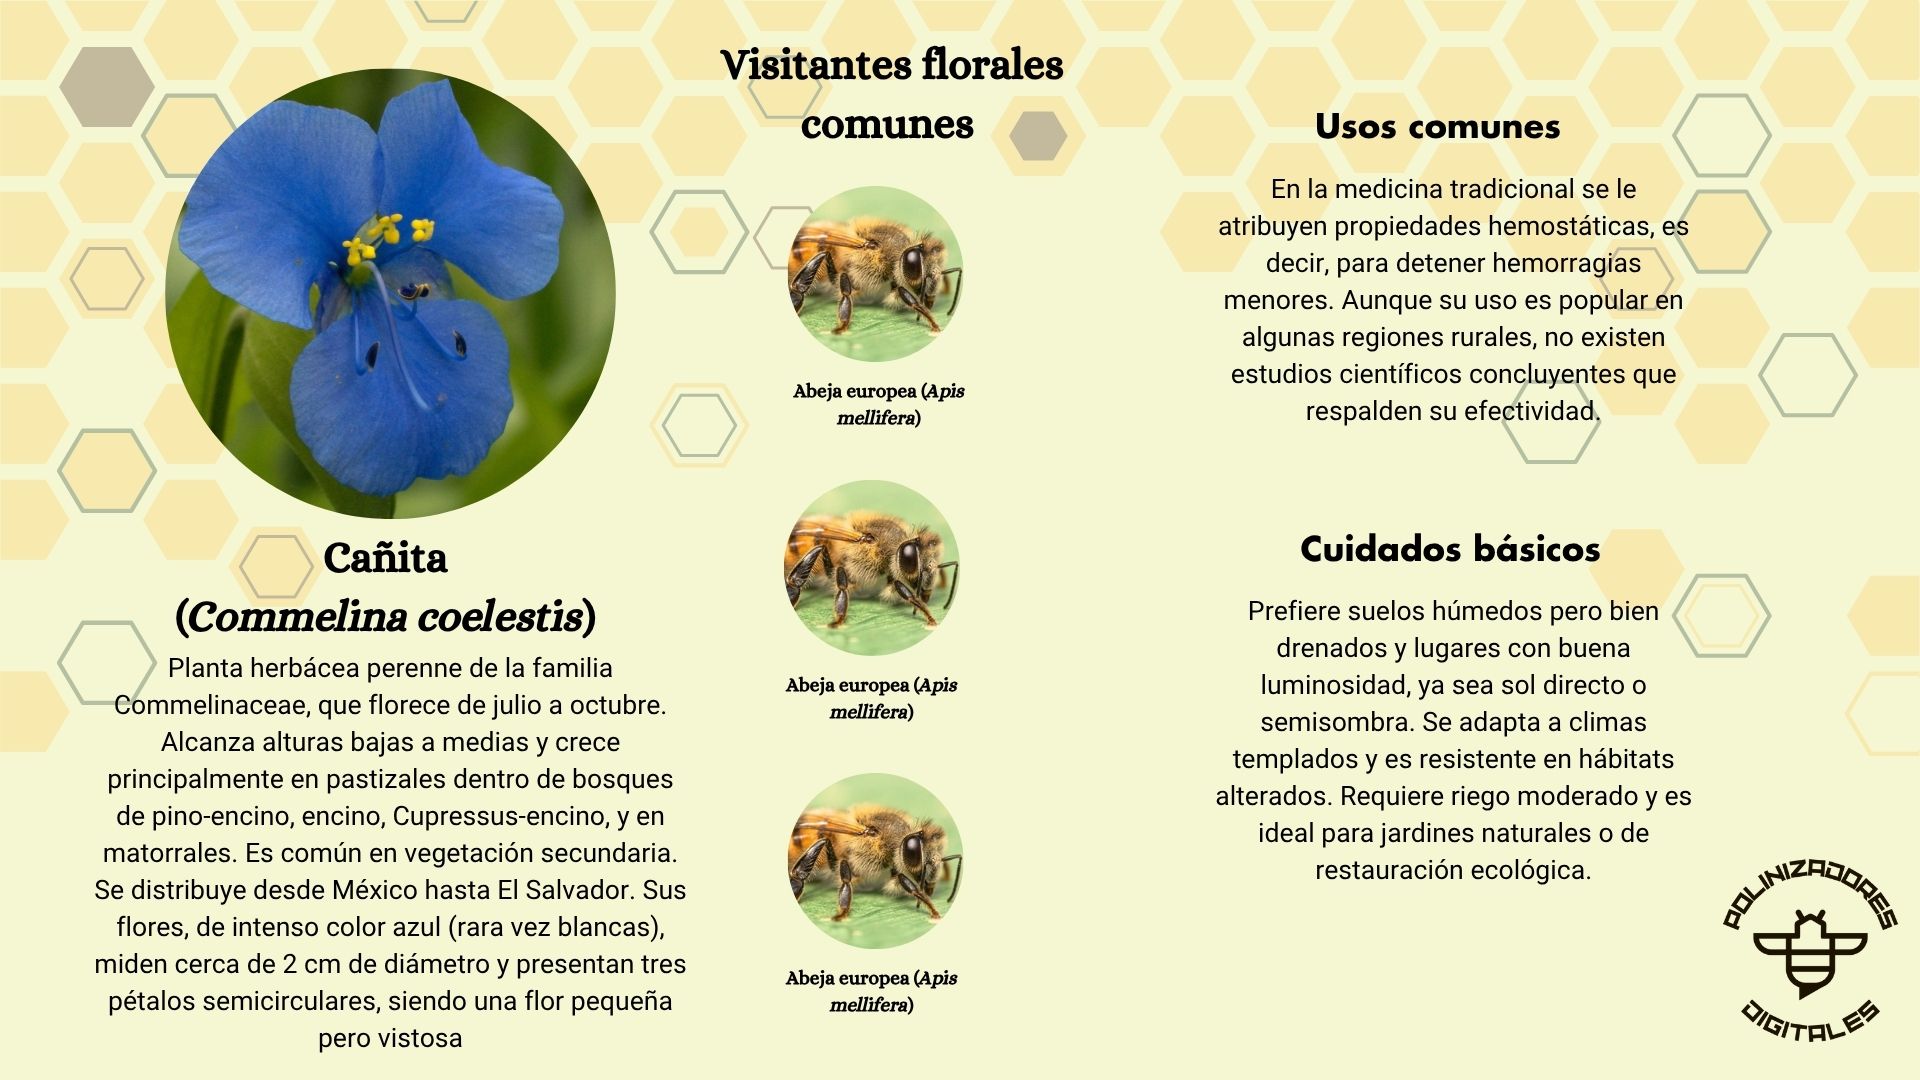 Cañita
(Commelina coelestis)
Planta herbácea perenne de la familia
Commelinaceae, que florece de julio a octubre.
Alcanza alturas bajas a medias y crece
principalmente en pastizales dentro de bosques
de pino-encino, encino, Cupressus-encino, y en
matorrales. Es común en vegetación secundaria.
Se distribuye desde México hasta El Salvador. Sus
flores, de intenso color azul (rara vez blancas),
miden cerca de 2 cm de diámetro y presentan tres
pétalos semicirculares, siendo una flor pequeña
pero vistosa
Visitantes florales
comunes
Abeja europea (Apis
mellifera)
Abeja europea (Apis
mellifera)
Abeja europea (Apis
mellifera)
Usos comunes
En la medicina tradicional se le
atribuyen propiedades hemostáticas, es
decir, para detener hemorragias
menores. Aunque su uso es popular en
algunas regiones rurales, no existen
estudios científicos concluyentes que
respalden su efectividad.
Cuidados básicos
Prefiere suelos húmedos pero bien
drenados y lugares con buena
luminosidad, ya sea sol directo o
semisombra. Se adapta a climas
templados y es resistente en hábitats
alterados. Requiere riego moderado y es
ideal para jardines naturales o de
restauración ecológica.
POLINIZADORES
DIGITALES